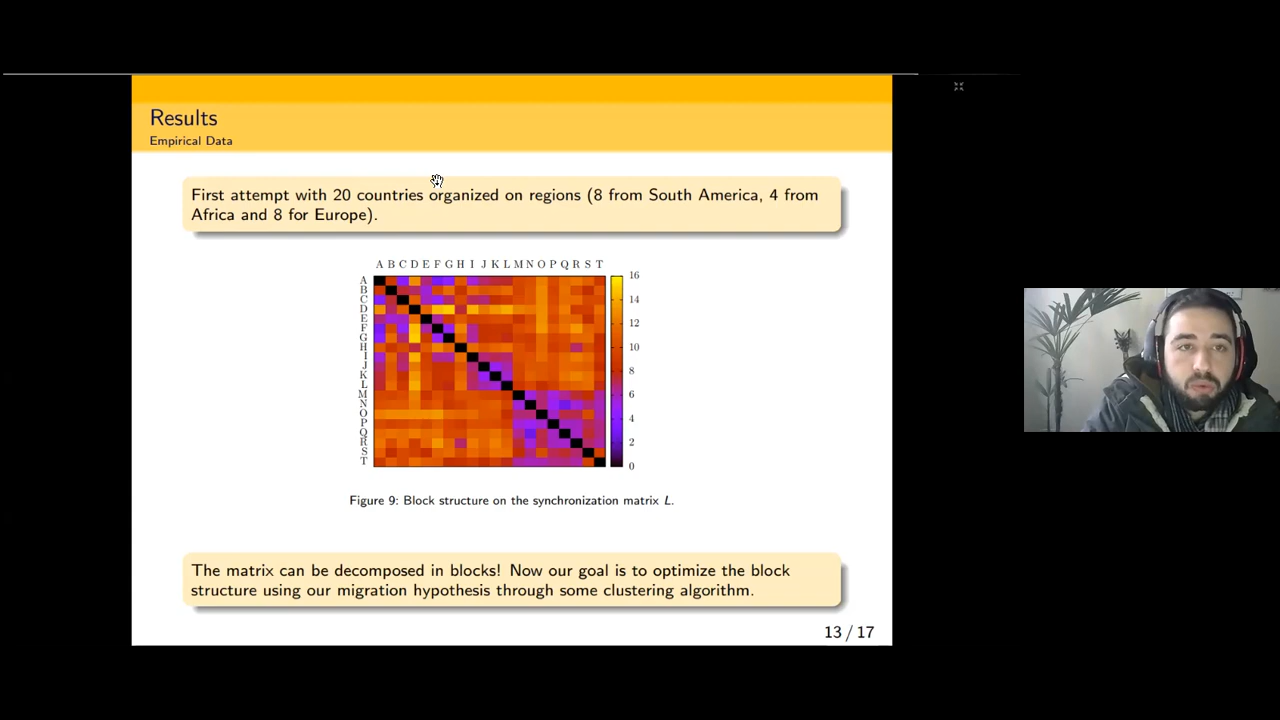 Results
Empirical Data
First attempt with 20 countries organized on regions (8 from South America, 4 from
Africa and 8 for Europe).
A B C D E F G H I J K L M N O P Q R S T
A
B
C
D
E
F
G
H
I
J
K
L
M
N
O
P
Q
R
S
T
16
14
12
10
8
6
4
2
0
Figure 9: Block structure on the synchronization matrix L.
The matrix can be decomposed in blocks! Now our goal is to optimize the block
structure using our migration hypothesis through some clustering algorithm.
13 / 17